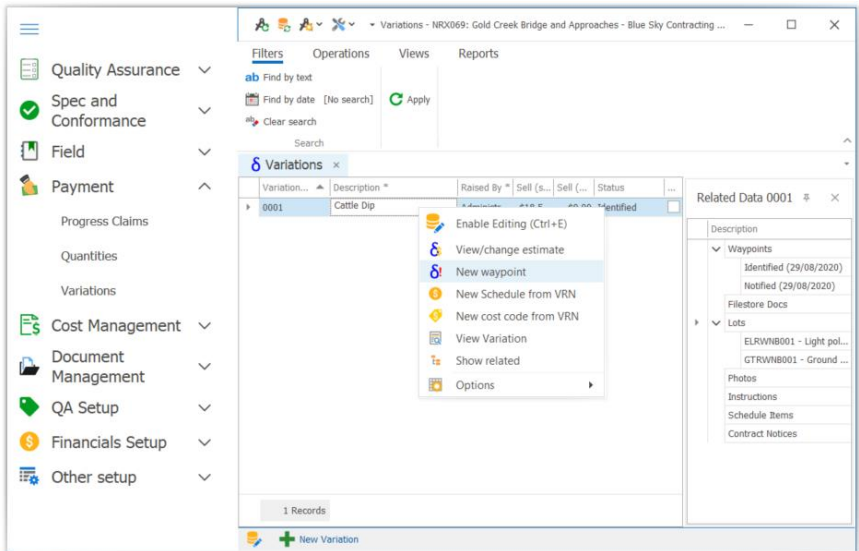 Variations - NRX069: Gold Creek Bridge and Approaches - Blue Sky Contracting ...
Quality Assurance
Spec and
Conformance
Field
Payment
Progress Claims
Quantities
Variations
Cost Management
Document
Management
QA Setup
Financials Setup
Other setup
Filters Operations Views Reports
ab Find by text
Find by date [No search] Apply
ab Clear search
Search
δ Variations ×
Variation... Description Raised By Sell (s... Sell (... Status ...
0001 Cattle Dip Identified
Enable Editing (Ctrl+E)
View/change estimate
New waypoint
New Schedule from VRN
New cost code from VRN
View Variation
Show related
Options
1 Records
New Variation
Related Data 0001
Description
Waypoints
Identified (29/08/2020)
Notified (29/08/2020)
Filestore Docs
Lots
ELRWNB001 - Light pol...
GTRWNB001 - Ground ...
Photos
Instructions
Schedule Items
Contract Notices